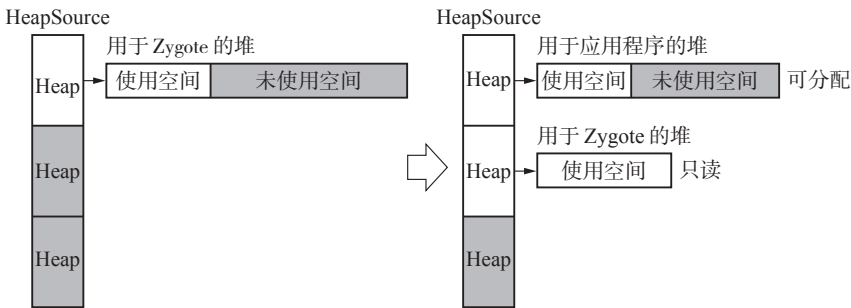 HeapSource
用于 Zygote 的堆
Heap
使用空间
未使用空间
Heap
Heap
HeapSource
用于应用程序的堆
Heap
使用空间
未使用空间
可分配
用于 Zygote 的堆
Heap
使用空间
只读
Heap